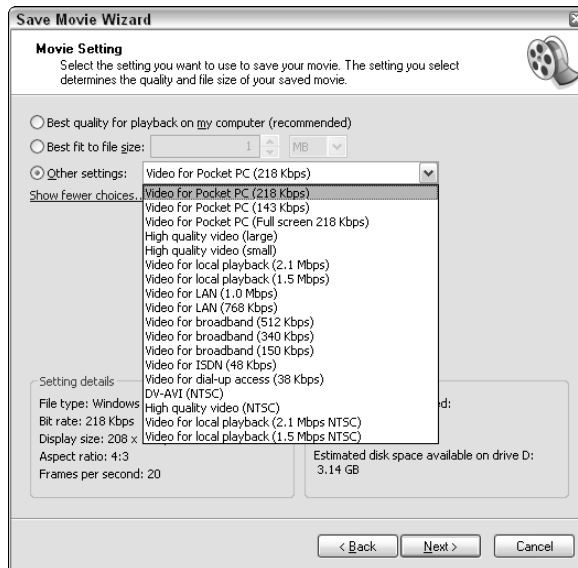 Save Movie Wizard
Movie Setting
Select the setting you want to use to save your movie. The setting you select
determines the quality and file size of your saved movie.
Best quality for playback on my computer (recommended)
Best fit to file size: 1 MB
Other settings: Video for Pocket PC (218 Kbps)
Show fewer choices..
Video for Pocket PC (218 Kbps)
Video for Pocket PC (143 Kbps)
Video for Pocket PC (Full screen 218 Kbps)
High quality video (large)
High quality video (small)
Video for local playback (2.1 Mbps)
Video for local playback (1.5 Mbps)
Video for LAN (1.0 Mbps)
Video for LAN (768 Kbps)
Video for broadband (512 Kbps)
Video for broadband (340 Kbps)
Video for broadband (150 Kbps)
Video for ISDN (48 Kbps)
Video for dial-up access (38 Kbps)
DV-AVI (NTSC)
High quality video (NTSC)
Video for local playback (2.1 Mbps NTSC)
Video for local playback (1.5 Mbps NTSC)
Setting details
File type: Windows
Bit rate: 218 Kbps
Display size: 208 x
Aspect ratio: 4:3
Frames per second: 20
Estimated disk space available on drive D:
3.14 GB
< Back
Next >
Cancel